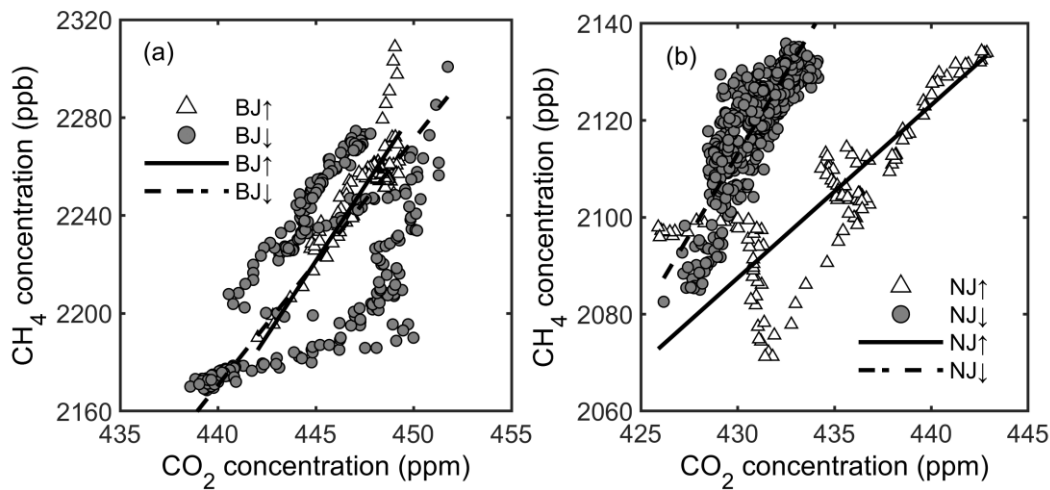 (a)
BJ↑
BJ↓
BJ↑
BJ↓
2320
2280
2240
2200
2160
435
440
445
450
455
CH4 concentration (ppb)
CO2 concentration (ppm)
(b)
NJ↑
NJ↓
NJ↑
NJ↓
2140
2120
2100
2080
2060
425
430
435
440
445
CH4 concentration (ppb)
CO2 concentration (ppm)